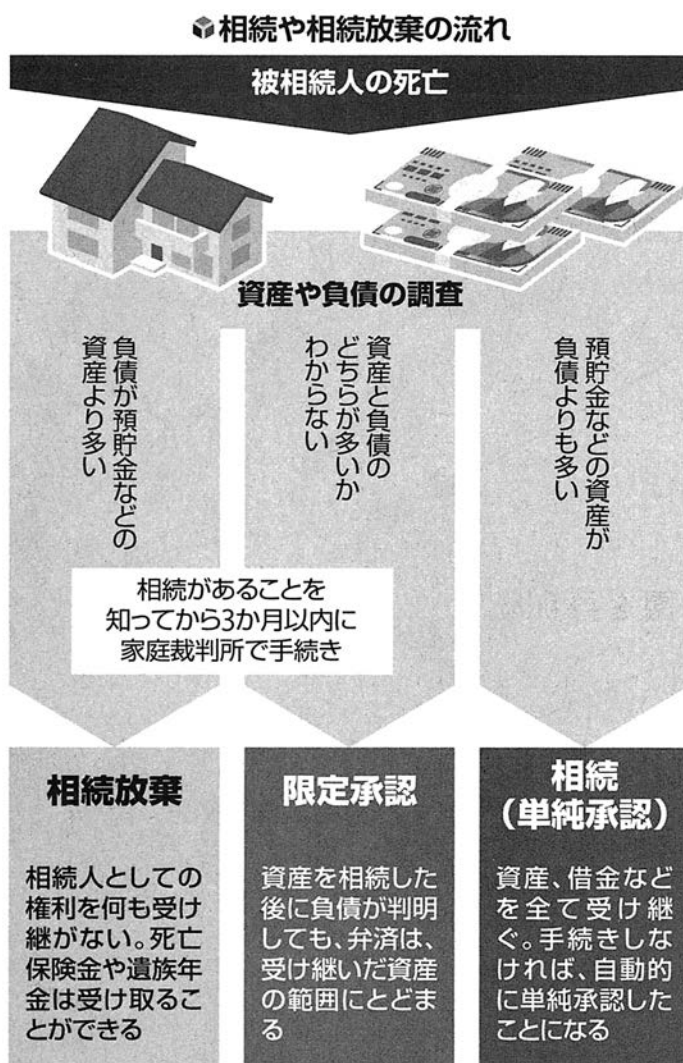 相続や相続放棄の流れ
被相続人の死亡
資産や負債の調査
負債が預貯金などの
資産より多い
資産と負債の
どちらが多いか
わからない
預貯金などの資産が
負債よりも多い
相続があることを
知ってから3か月以内に
家庭裁判所で手続き
相続放棄
相続人としての
権利を何も受け
継がない。死亡
保険金や遺族年
金は受け取るこ
とができる
限定承認
資産を相続した
後に負債が判明
しても、弁済は、
受け継いだ資産
の範囲にとどま
る
相続
（単純承認）
資産、借金など
を全て受け継
ぐ。手続きしな
ければ、自動的
に単純承認した
ことになる